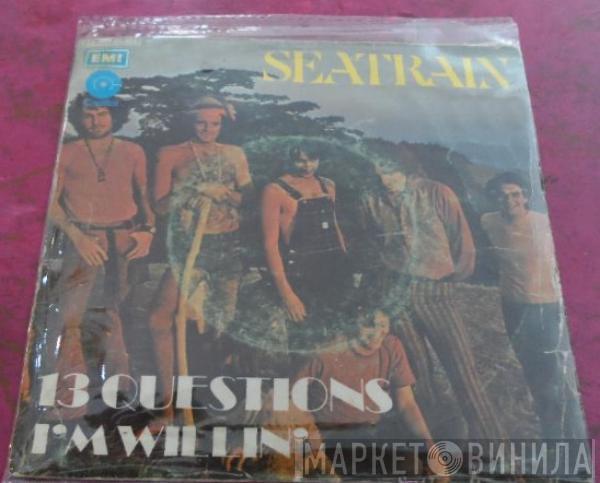 EMI
SEATRAIN
13 QUESTIONS
I'M WILLIN'
МАРКЕТ ВИНИЛА